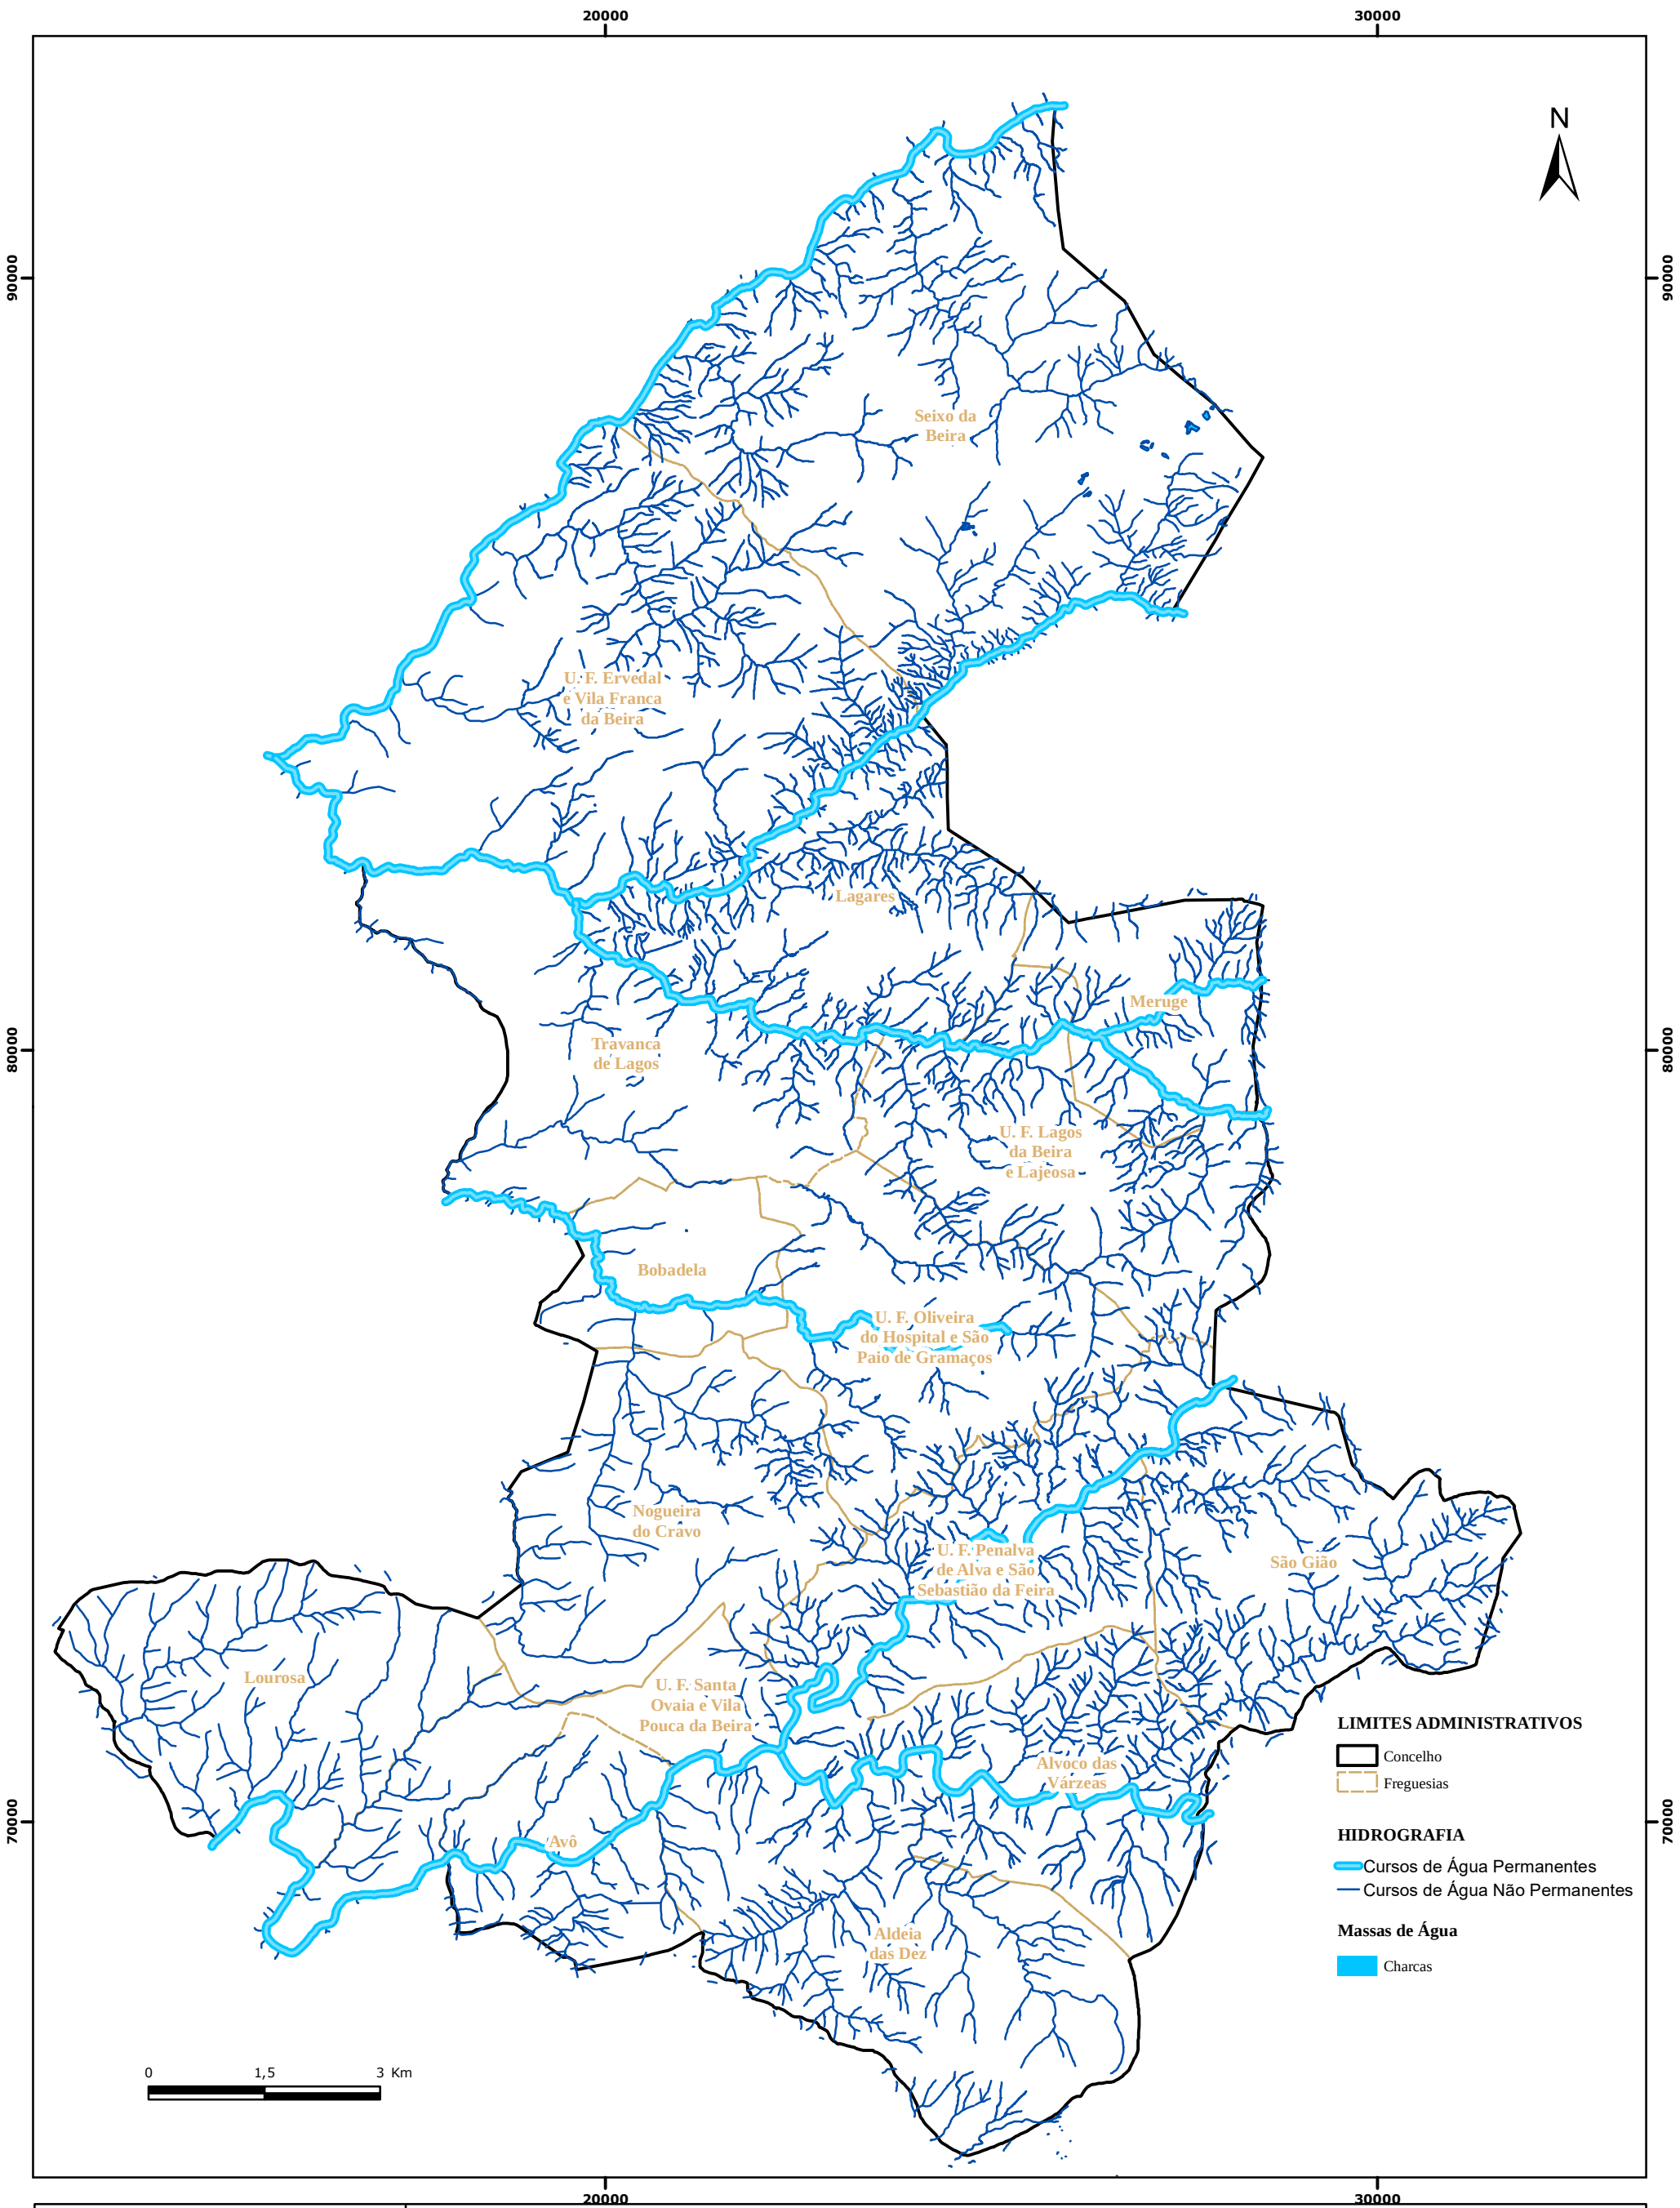 20000
30000
N
90000
90000
Seixo da
Beira
U. F. Ervedal
e Vila Franca
da Beira
Lagares
Meruge
Travanca
de Lagos
80000
80000
U. F. Lagos
da Beira
e Lajeosa
Bobadela
U. F. Oliveira
do Hospital e São
Paio de Gramaços
Nogueira
do Cravo
U. F. Penalva
de Alva e São
Sebastião da Feira
São Gião
Lourosa
U. F. Santa
Ovaia e Vila
Pouca da Beira
Alvoco das
Várzeas
Avô
70000
70000
Aldeia
das Dez
LIMITES ADMINISTRATIVOS
Concelho
Freguesias
HIDROGRAFIA
Cursos de Água Permanentes
Cursos de Água Não Permanentes
Massas de Água
Charcas
0 1,5 3 Km
20000
30000